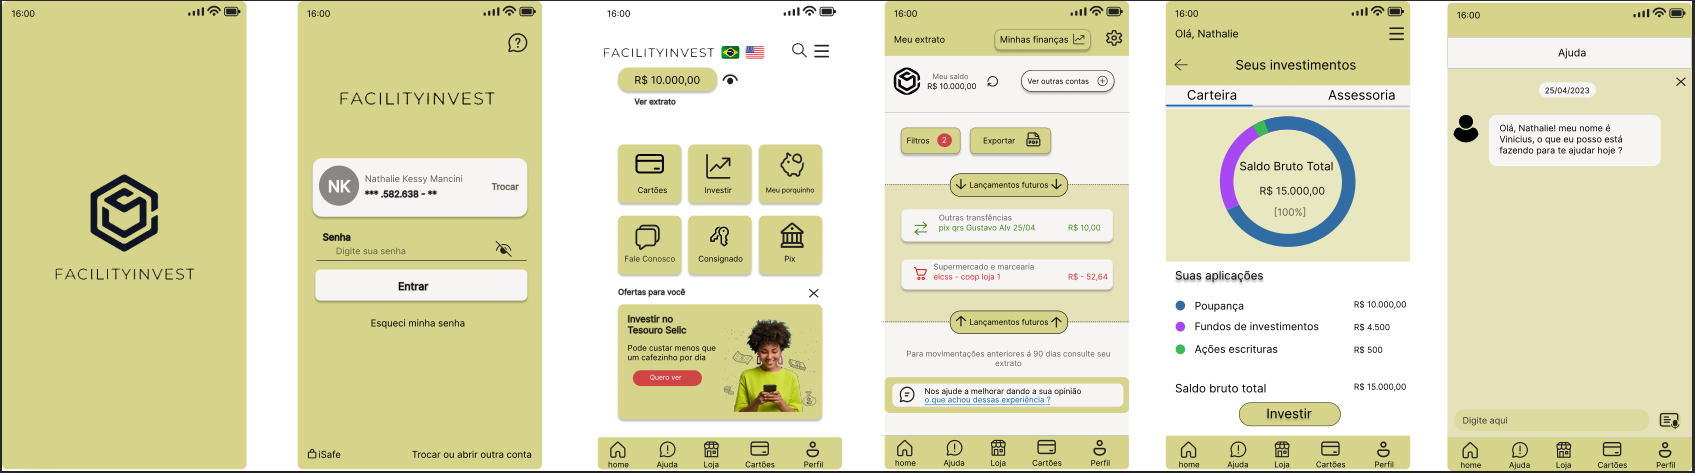 16:00
FACILITYINVEST
16:00
FACILITYINVEST
NK
Nathalie Kessy Mancini
*** .582.638 - **
Trocar
Senha
Digite sua senha
Entrar
Esqueci minha senha
iSafe
Trocar ou abrir outra conta
16:00
FACILITYINVEST
R$ 10.000,00
Ver extrato
Cartões
Investir
Meu porquinho
Fale Conosco
Consignado
Pix
Ofertas para você
Investir no
Tesouro Selic
Pode custar menos que
um cafezinho por dia
Quero ver
home
Ajuda
Loja
Cartões
Perfil
16:00
Meu extrato
Minhas finanças
Meu saldo
R$ 10.000,00
Ver outras contas
Filtros 2
Exportar
PDF
Lançamentos futuros
Outras transfências
pix qrs Gustavo Alv 25/04
R$ 10,00
Supermercado e marcearia
elcss - coop loja 1
R$ - 52,64
Lançamentos futuros
Para movimentações anteriores á 90 dias consulte seu
extrato
Nos ajude a melhorar dando a sua opinião
o que achou dessas experiência ?
home
Ajuda
Loja
Cartões
Perfil
16:00
Olá, Nathalie
Seus investimentos
Carteira
Assessoria
Saldo Bruto Total
R$ 15.000,00
[100%]
Suas aplicações
Poupança
R$ 10.000,00
Fundos de investimentos
R$ 4.500
Ações escrituras
R$ 500
Saldo bruto total
R$ 15.000,00
Investir
home
Ajuda
Loja
Cartões
Perfil
16:00
Ajuda
25/04/2023
Olá, Nathalie! meu nome é
Vinicius, o que eu posso está
fazendo para te ajudar hoje ?
Digite aqui
home
Ajuda
Loja
Cartões
Perfil